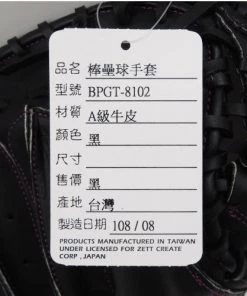 品名 棒壘球手套
型號 BPGT-8102
材質 A級牛皮
顏色 黑
尺寸
售價 黑
產地 台灣
製造日期 108 / 08
PRODUCTS MANUFACTURED IN TAIWAN
UNDER LICENSED FOR ZETT CREATE
CORP , JAPAN